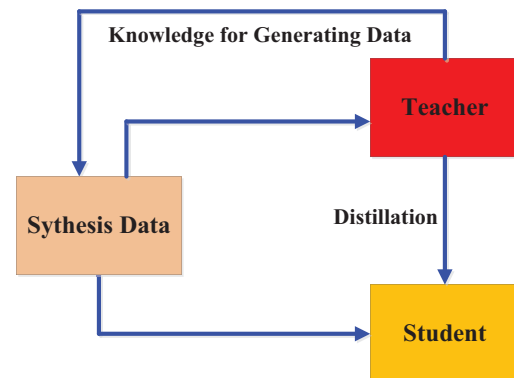 Knowledge for Generating Data
Teacher
Sythesis Data
Distillation
Student